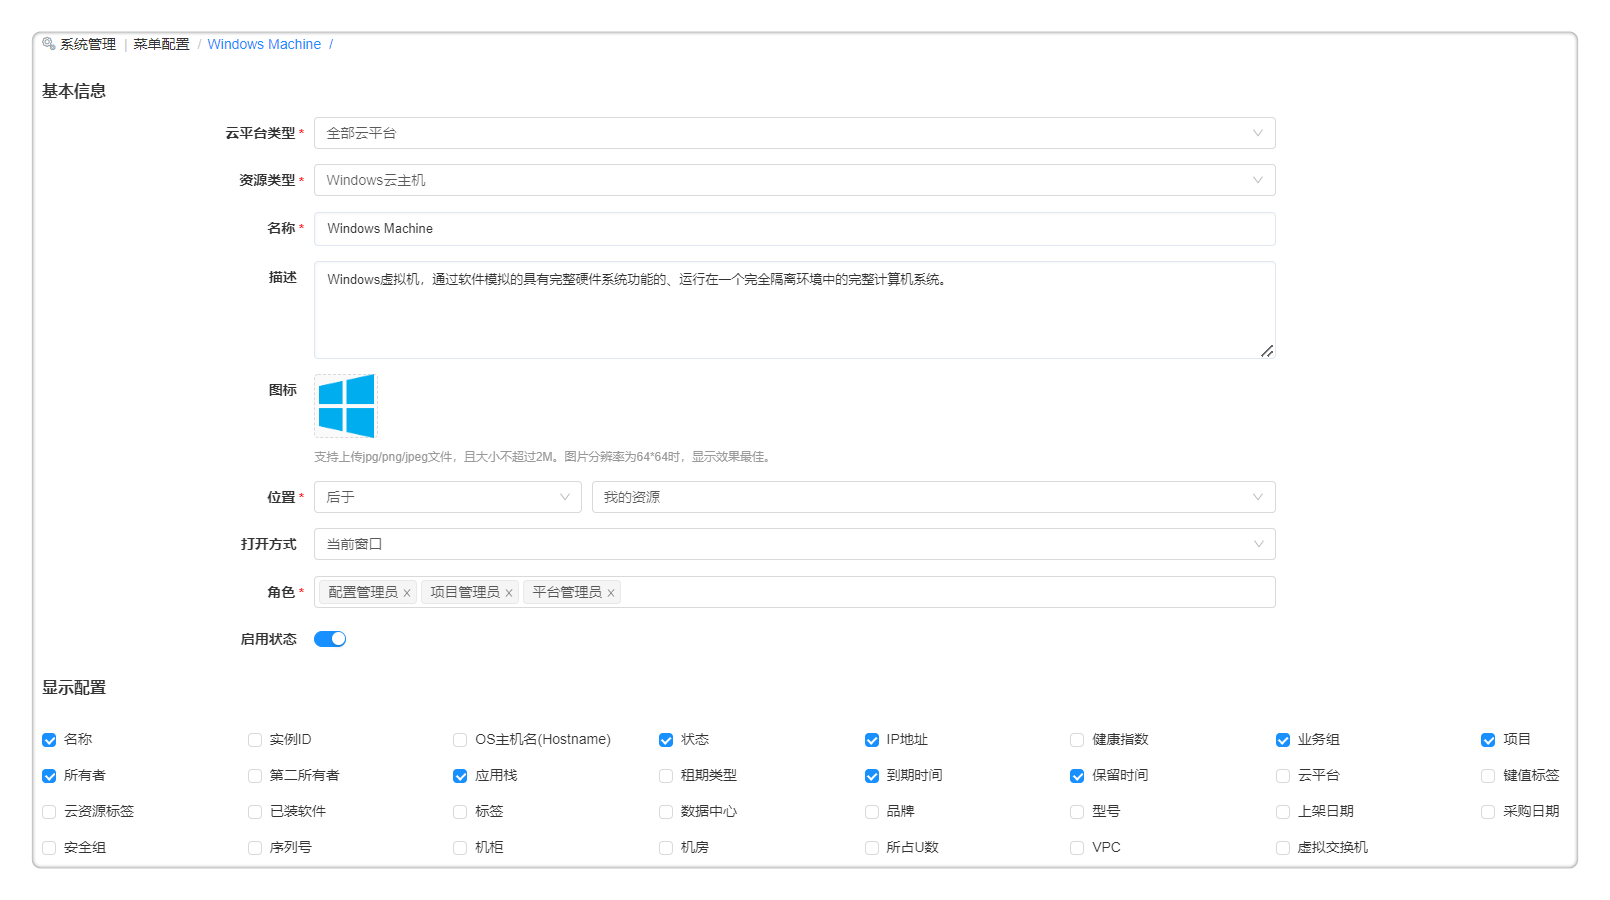 系统管理 | 菜单配置 / Windows Machine /
基本信息
云平台类型 * 全部云平台
资源类型 * Windows云主机
名称 * Windows Machine
描述 Windows虚拟机，通过软件模拟的具有完整硬件系统功能的、运行在一个完全隔离环境中的完整计算机系统。
图标
支持上传jpg/png/jpeg文件，且大小不超过2M。图片分辨率为64*64时，显示效果最佳。
位置 * 后于 我的资源
打开方式 当前窗口
角色 * 配置管理员 x 项目管理员 x 平台管理员 x
启用状态
显示配置
名称 实例ID OS主机名(Hostname) 状态 IP地址 健康指数 业务组 项目
所有者 第二所有者 应用栈 租期类型 到期时间 保留时间 云平台 键值标签
云资源标签 已装软件 标签 数据中心 品牌 型号 上架日期 采购日期
安全组 序列号 机柜 机房 所占U数 VPC 虚拟交换机